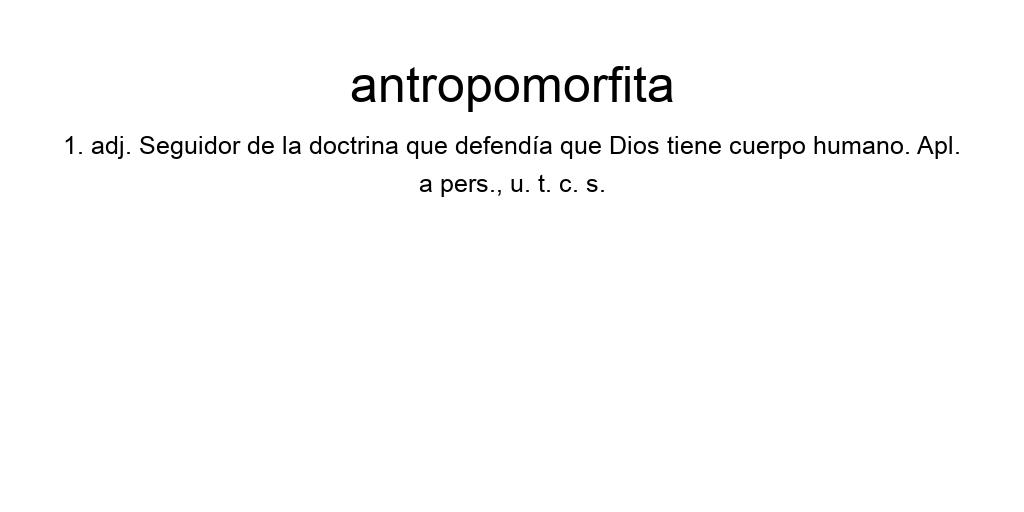 antropomorfita
1. adj. Seguidor de la doctrina que defendía que Dios tiene cuerpo humano. Apl.
a pers., u. t. c. s.